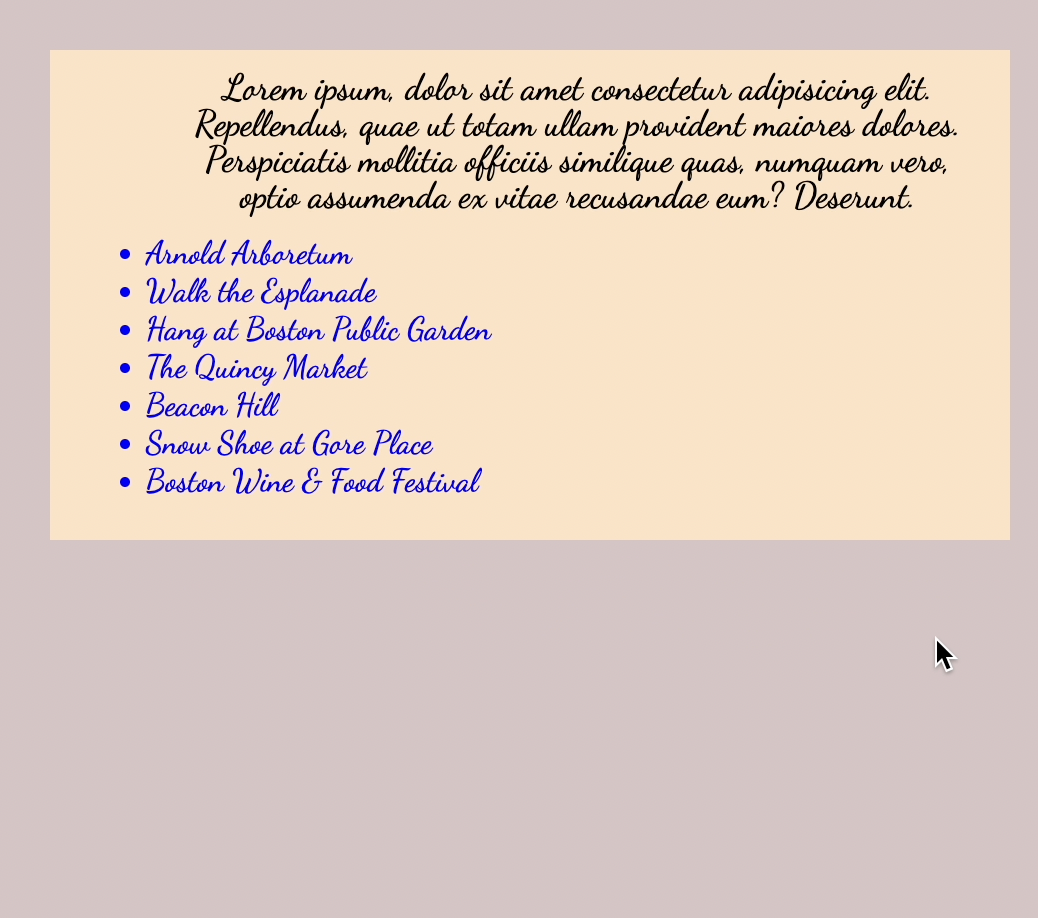 Lorem ipsum, dolor sit amet consectetur adipisicing elit.
Repellendus, quae ut totam ullam provident maiores dolores.
Perspiciatis mollitia officiis similique quas, numquam vero,
optio assumenda ex vitae recusandae eum? Deserunt.
• Arnold Arboretum
• Walk the Esplanade
• Hang at Boston Public Garden
• The Quincy Market
• Beacon Hill
• Snow Shoe at Gore Place
• Boston Wine & Food Festival